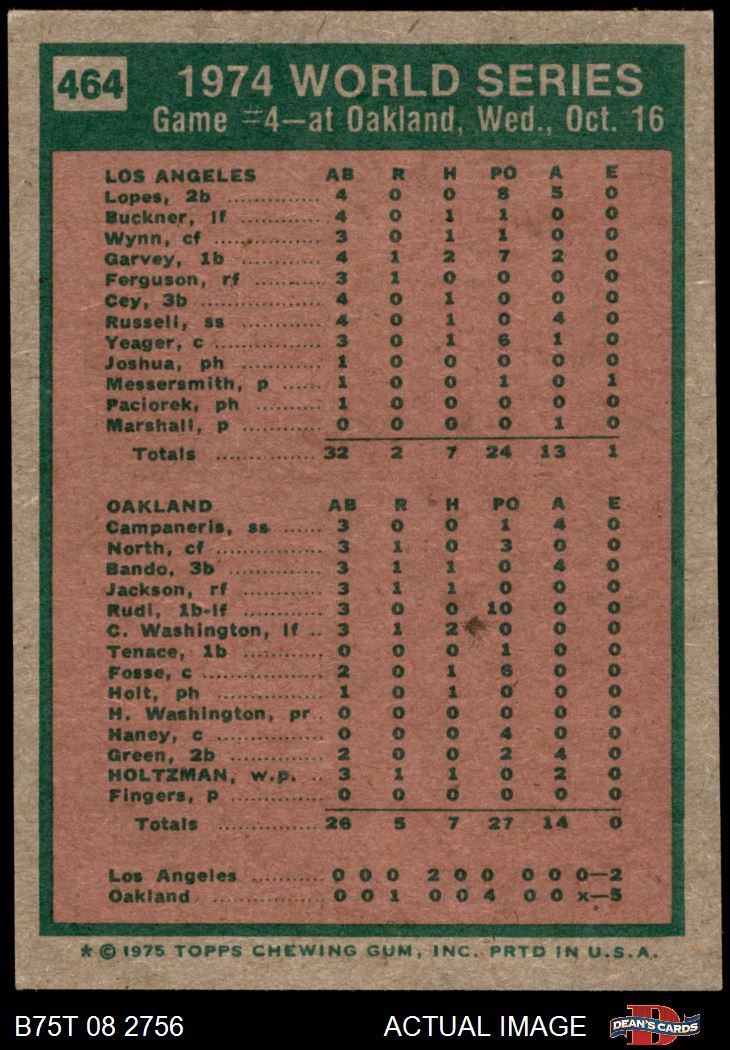 464
1974 WORLD SERIES
Game #4—at Oakland, Wed., Oct. 16
LOS ANGELES AB R H PO A E
Lopes, 2b .............. 4 0 0 8 5 0
Buckner, lf ............ 4 0 1 1 0 0
Wynn, cf ............... 3 0 1 1 0 0
Garvey, 1b ............ 4 1 2 7 2 0
Ferguson, rf .......... 3 1 0 0 0 0
Cey, 3b ................ 4 0 1 0 0 0
Russell, ss ............ 4 0 1 0 4 0
Yeager, c .............. 3 0 1 6 1 0
Joshua, ph ............ 1 0 0 0 0 0
Messersmith, p ..... 1 0 0 1 0 1
Paciorek, ph .......... 1 0 0 0 0 0
Marshall, p ............ 0 0 0 0 1 0
Totals ............... 32 2 7 24 13 1
OAKLAND AB R H PO A E
Campaneris, ss ...... 3 0 0 1 4 0
North, cf ............... 3 1 0 3 0 0
Bando, 3b ............. 3 1 1 0 4 0
Jackson, rf ............ 3 1 1 0 0 0
Rudi, 1b-lf ............ 3 0 0 10 0 0
C. Washington, lf .. 3 1 2 0 0 0
Tenace, 1b ............ 0 0 0 1 0 0
Fosse, c ................ 2 0 1 6 0 0
Holt, ph ................ 1 0 1 0 0 0
H. Washington, pr . 0 0 0 0 0 0
Haney, c ............... 0 0 0 4 0 0
Green, 2b .............. 2 0 0 2 4 0
HOLTZMAN, w.p. .. 3 1 1 0 2 0
Fingers, p .............. 0 0 0 0 0 0
Totals ............... 26 5 7 27 14 0
Los Angeles .......... 0 0 0 2 0 0 0 0 0—2
Oakland ............... 0 0 1 0 0 4 0 0 x—5
* © 1975 TOPPS CHEWING GUM, INC. PRTD IN U.S.A.
B75T 08 2756 ACTUAL IMAGE D DEAN'S CARDS